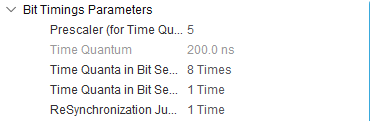 Bit Timings Parameters
Prescaler (for Time Qu... 5
Time Quantum 200.0 ns
Time Quanta in Bit Se... 8 Times
Time Quanta in Bit Se... 1 Time
ReSynchronization Ju... 1 Time